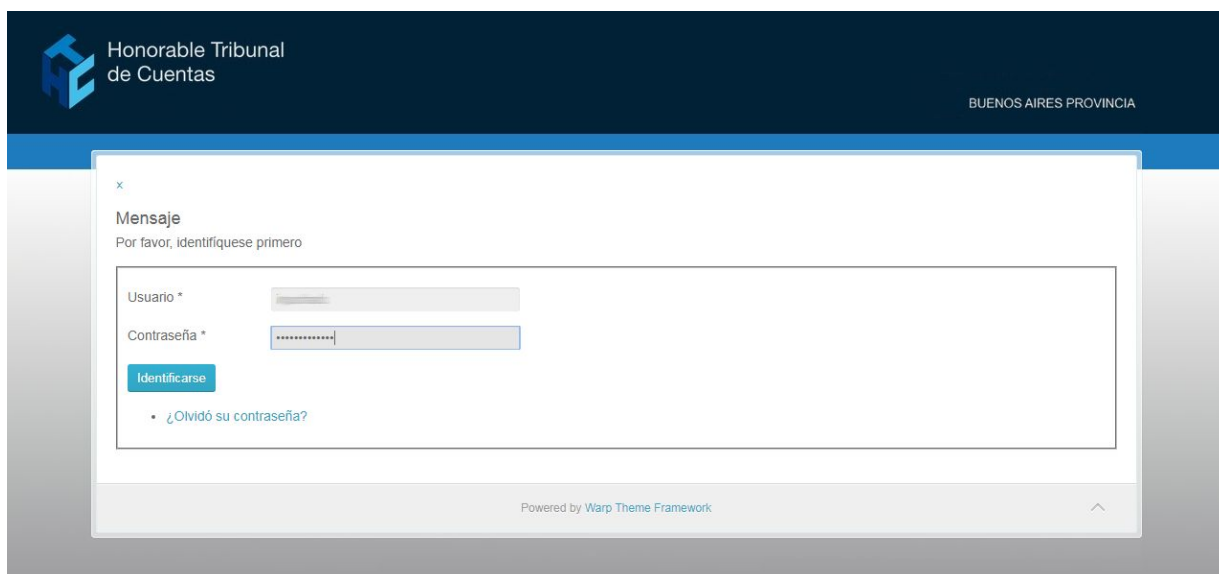 Honorable Tribunal
de Cuentas
BUENOS AIRES PROVINCIA
x
Mensaje
Por favor, identifíquese primero
Usuario *
Contraseña *
Identificarse
• ¿Olvidó su contraseña?
Powered by Warp Theme Framework